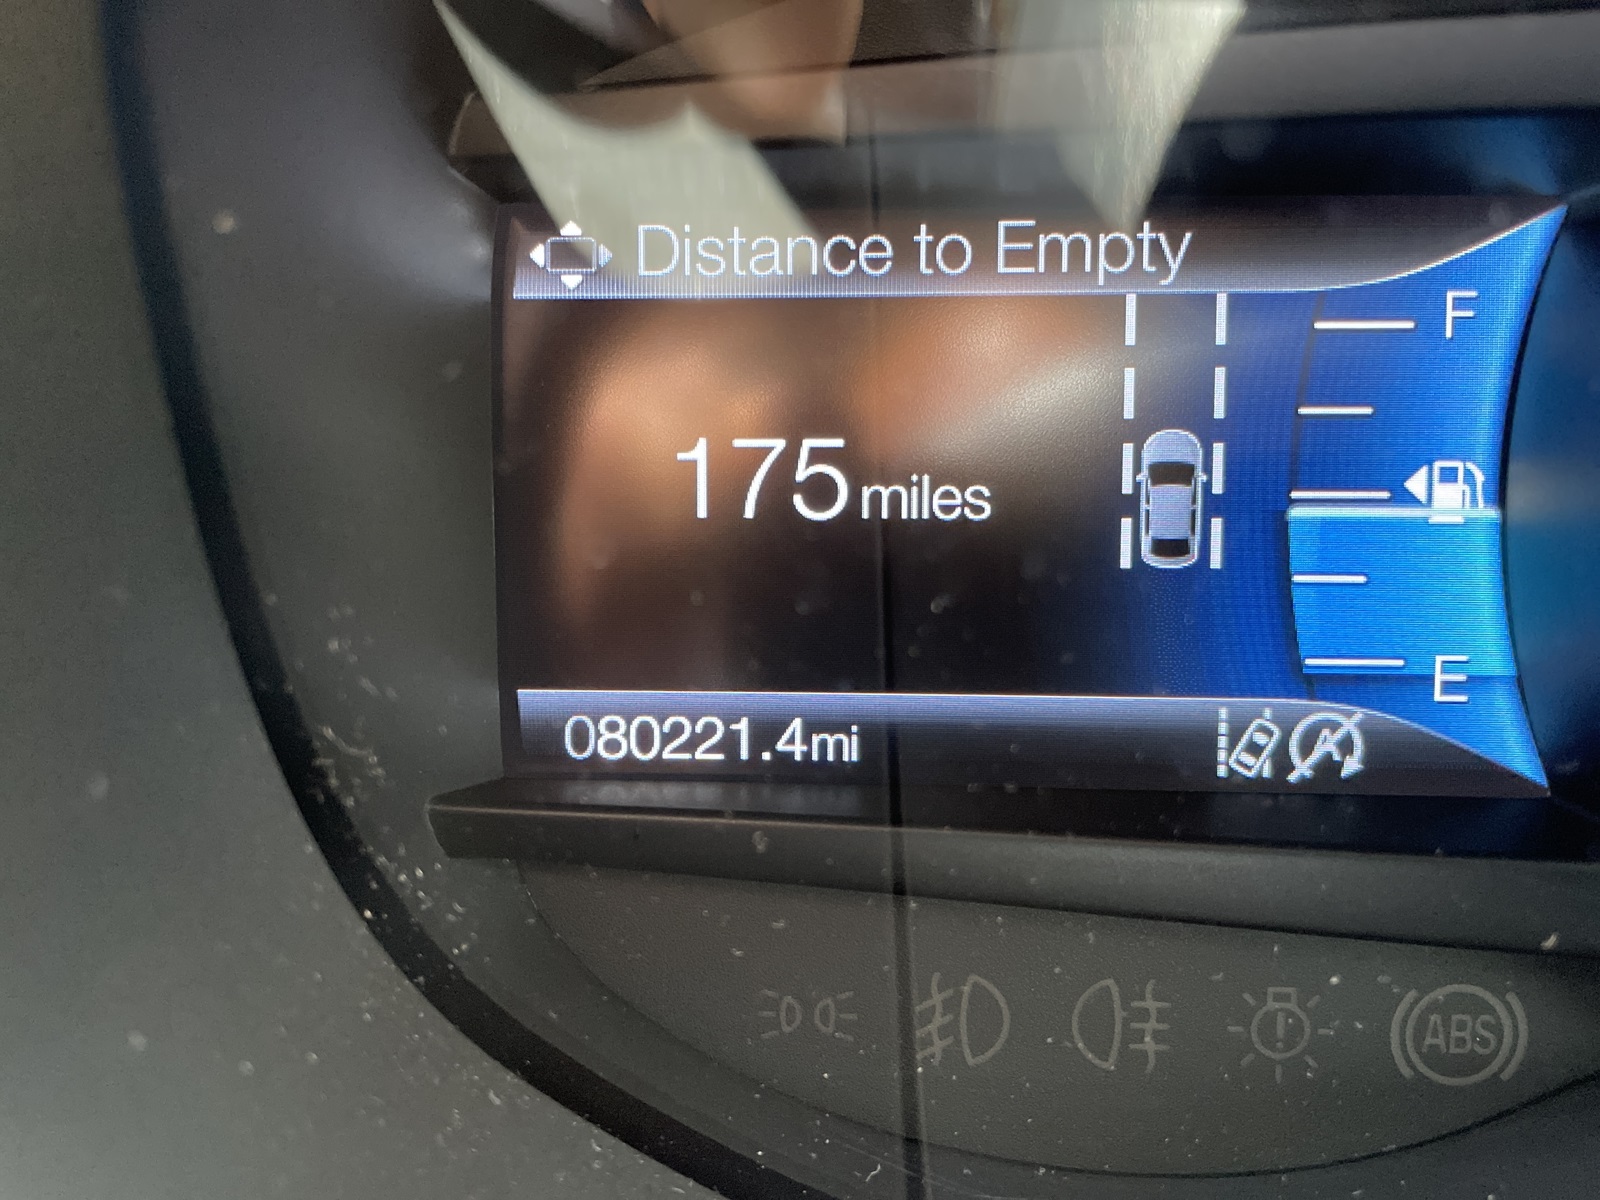 Distance to Empty
F
175 miles
E
080221.4mi
A
ABS